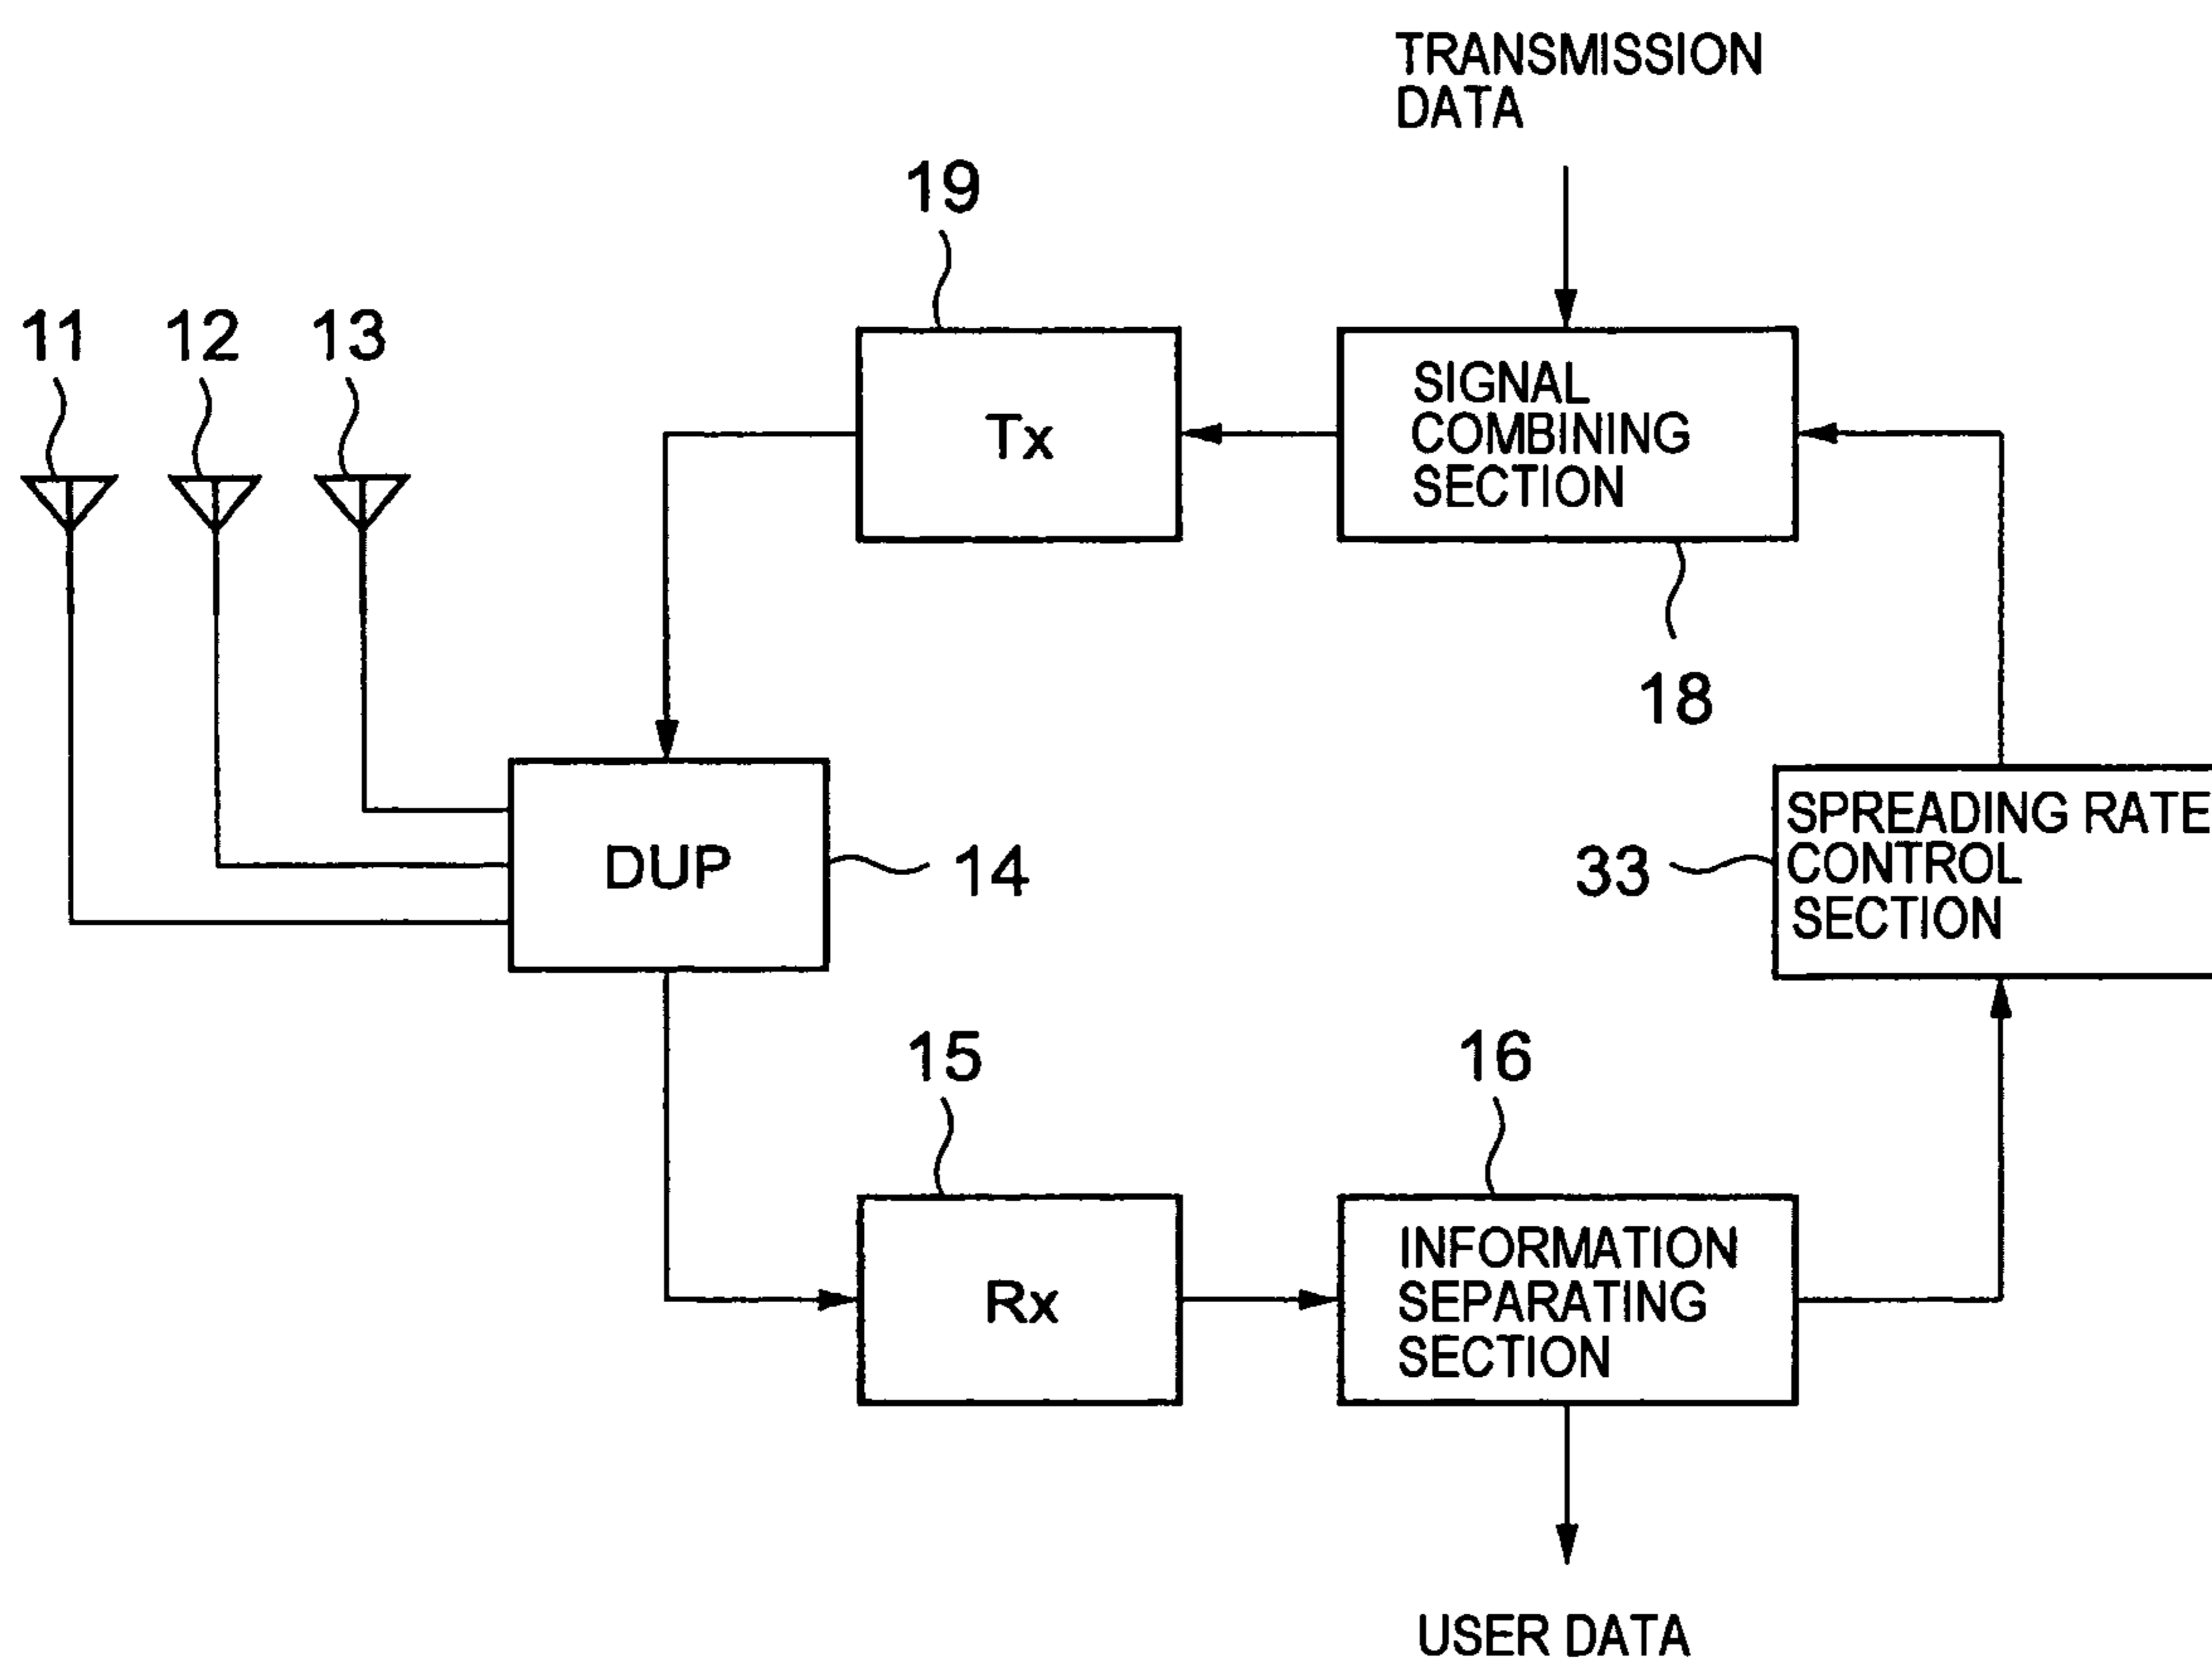 TRANSMISSION
DATA
19
11 12 13
Tx
SIGNAL
COMBINING
SECTION
18
DUP
14
33
SPREADING RATE
CONTROL
SECTION
15
16
Rx
INFORMATION
SEPARATING
SECTION
USER DATA